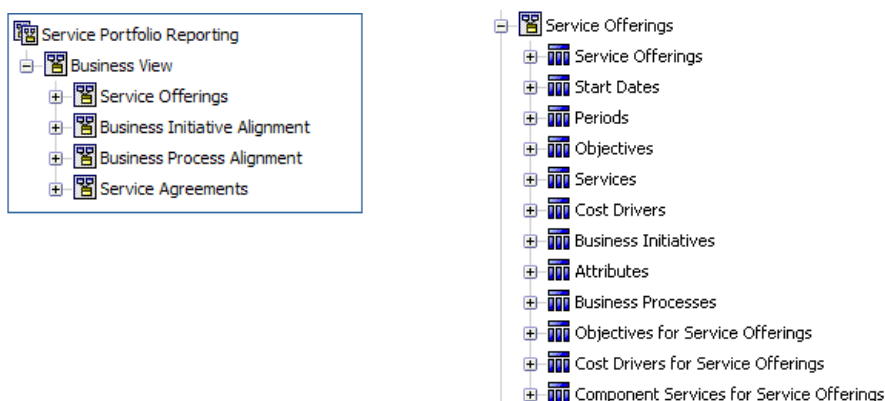 Service Portfolio Reporting
Business View
Service Offerings
Business Initiative Alignment
Business Process Alignment
Service Agreements
Service Offerings
Service Offerings
Start Dates
Periods
Objectives
Services
Cost Drivers
Business Initiatives
Attributes
Business Processes
Objectives for Service Offerings
Cost Drivers for Service Offerings
Component Services for Service Offerings